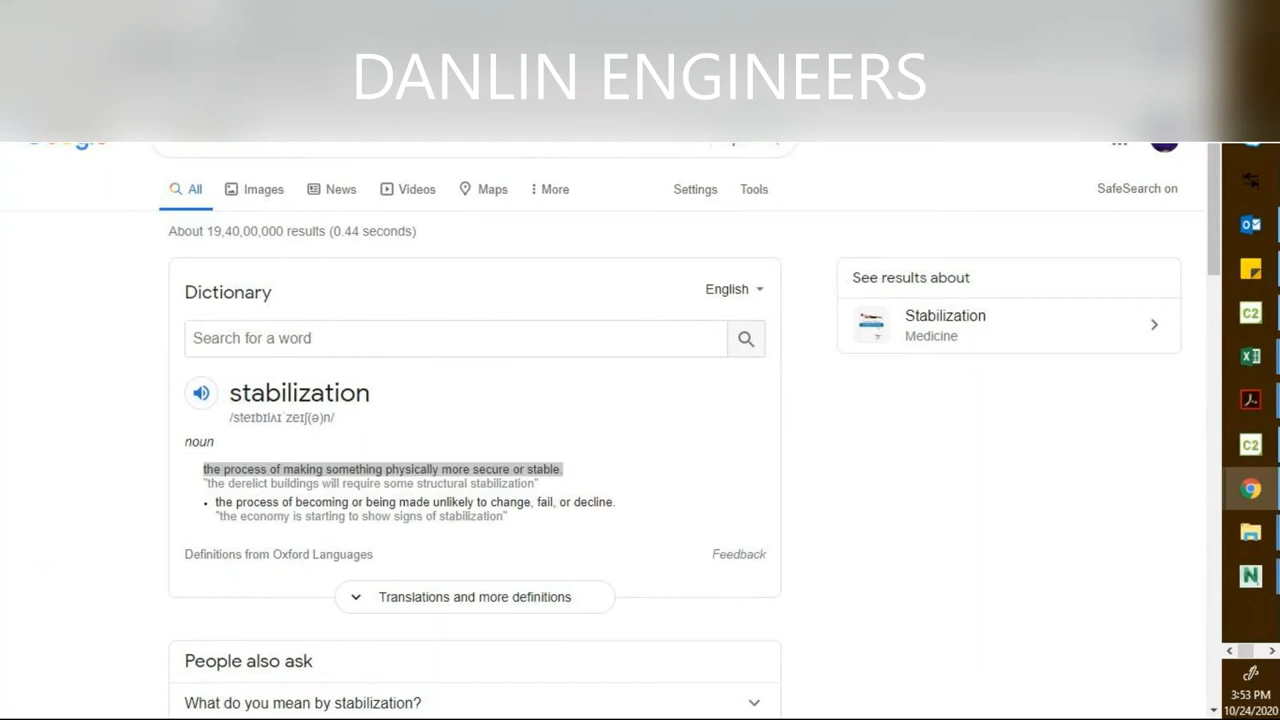 DANLIN ENGINEERS
All Images News Videos Maps More Settings Tools SafeSearch on
About 19,40,00,000 results (0.44 seconds)
Dictionary English
Search for a word
stabilization
/steɪbɪlʌɪˈzeɪʃ(ə)n/
noun
the process of making something physically more secure or stable.
"the derelict buildings will require some structural stabilization"
• the process of becoming or being made unlikely to change, fail, or decline.
"the economy is starting to show signs of stabilization"
Definitions from Oxford Languages Feedback
Translations and more definitions
People also ask
What do you mean by stabilization?
See results about
Stabilization
Medicine
C2
C2
N
3:53 PM
10/24/2020